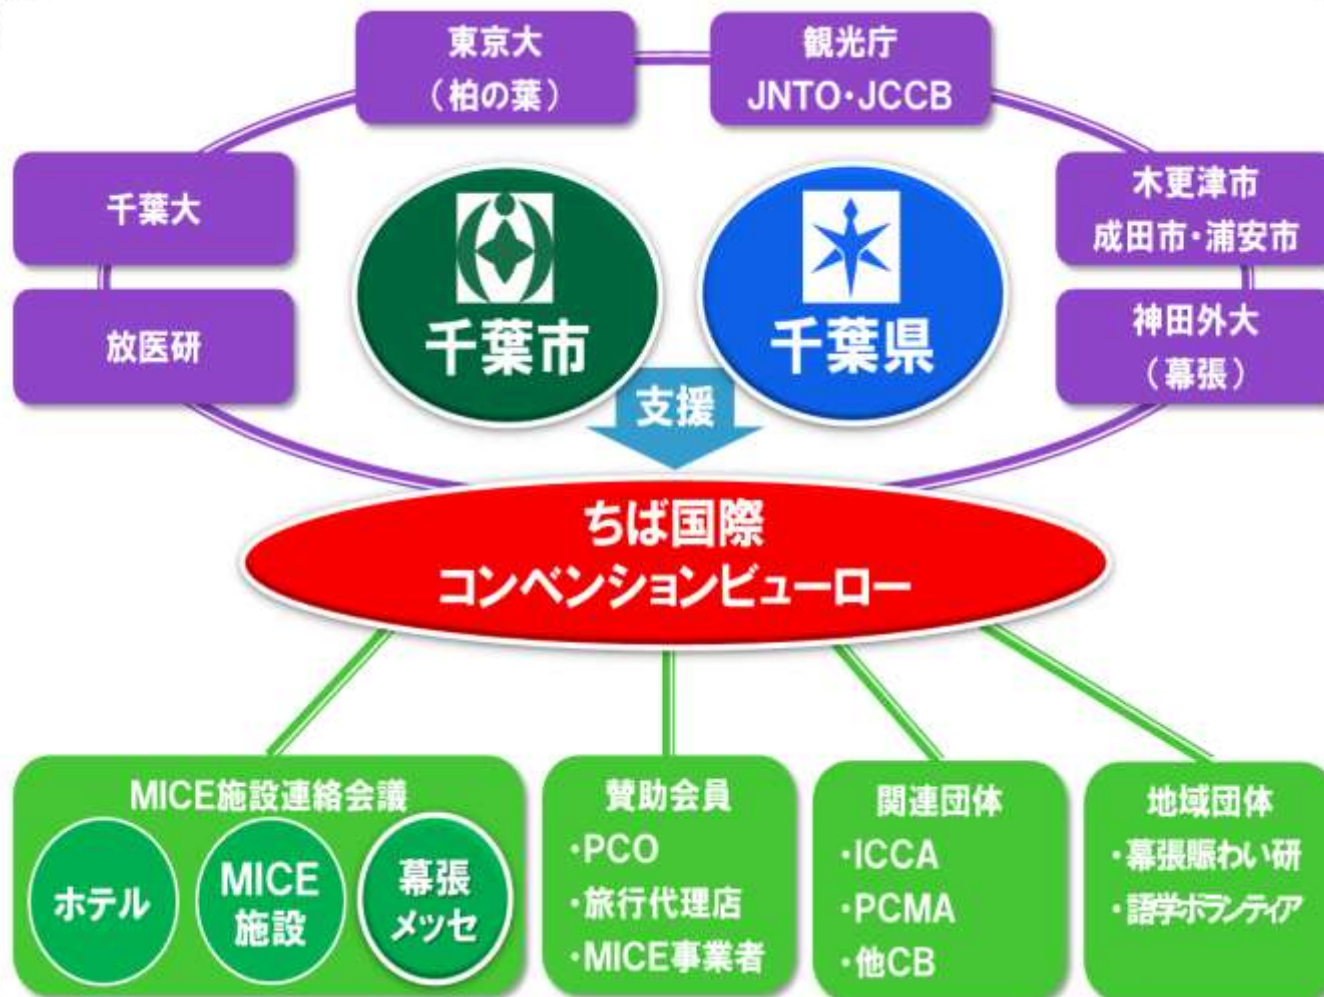 東京大
（柏の葉）
観光庁
JNTO・JCCB
千葉大
木更津市
成田市・浦安市
放医研
神田外大
（幕張）
千葉市
千葉県
支援
ちば国際
コンベンションビューロー
MICE施設連絡会議
ホテル
MICE
施設
幕張
メッセ
賛助会員
・PCO
・旅行代理店
・MICE事業者
関連団体
・ICCA
・PCMA
・他CB
地域団体
・幕張賑わい研
・語学ボランティア